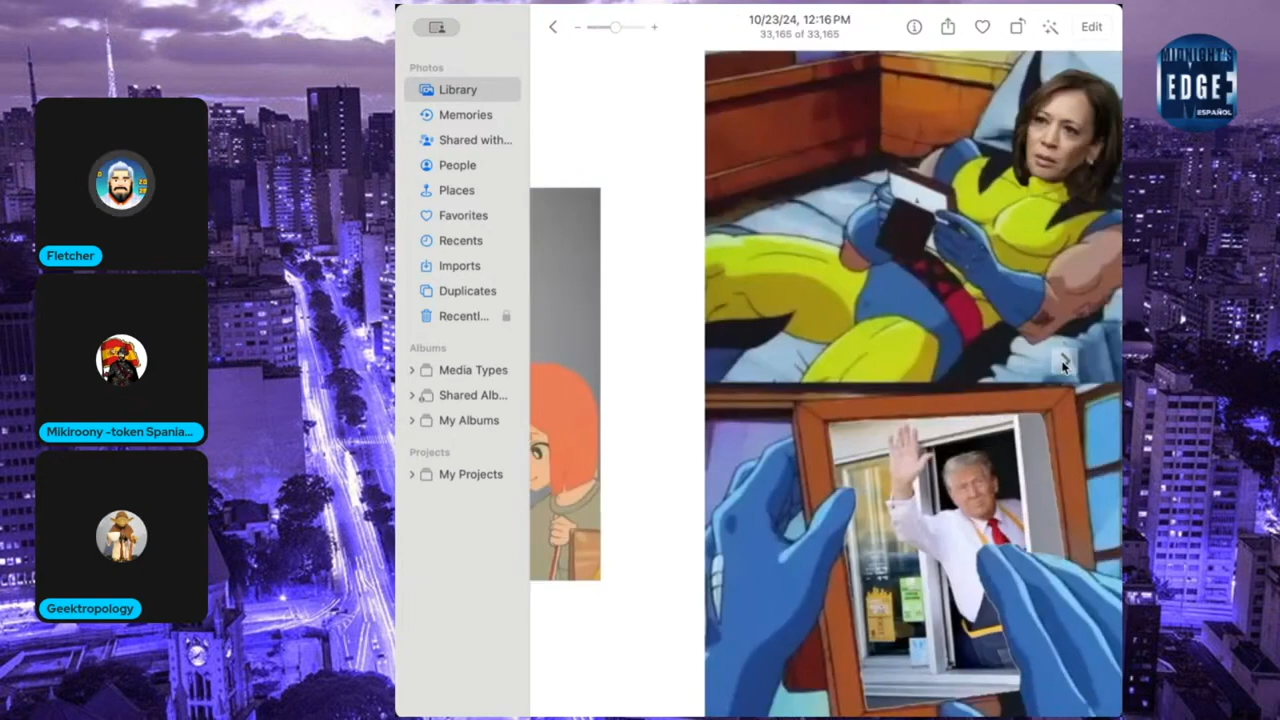 Fletcher
Mikiroony -token Spania...
Geektropology
Photos
Library
Memories
Shared with...
People
Places
Favorites
Recents
Imports
Duplicates
Recentl...
Albums
Media Types
Shared Alb...
My Albums
Projects
My Projects
10/23/24, 12:16 PM
33,165 of 33,165
Edit
MIDNIGHT'S
EDGE
ESPAÑOL